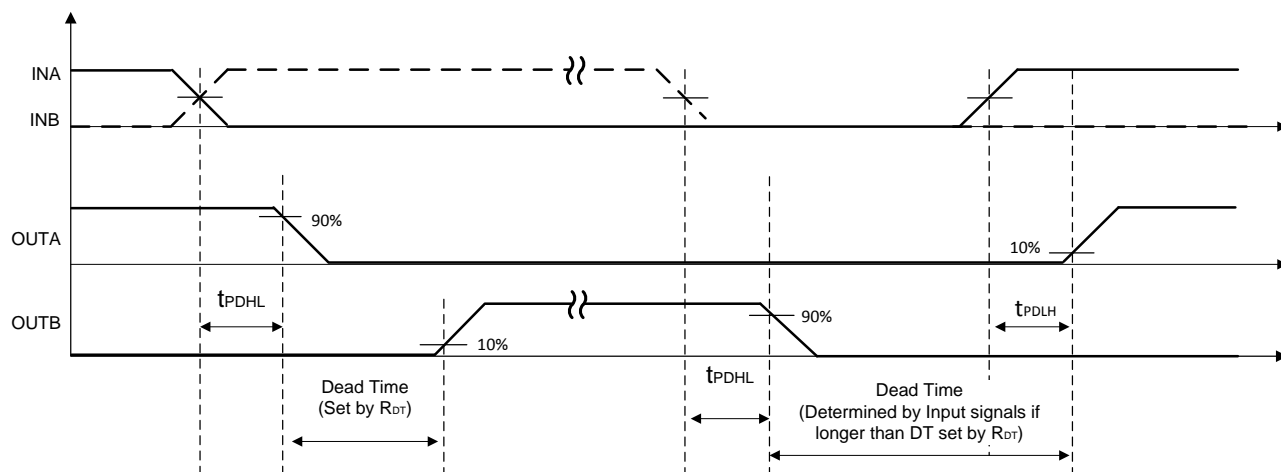 INA
INB
OUTA
90%
10%
OUTB
tPDHL
10%
90%
tPDLH
tPDHL
Dead Time
(Set by RDT)
Dead Time
(Determined by Input signals if
longer than DT set by RDT)